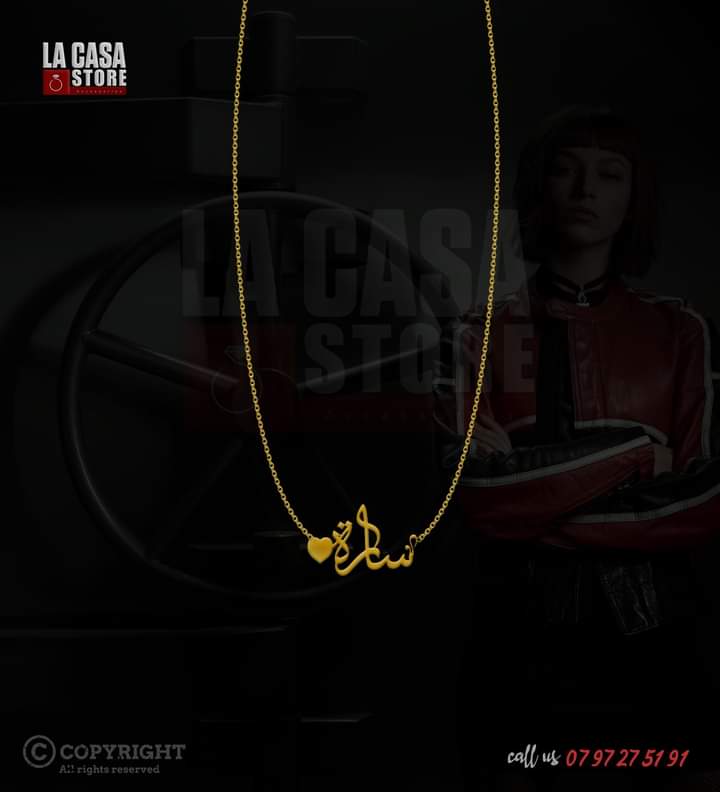 LA CASA
STORE
LA CASA
STORE
سارة
COPYRIGHT
All rights reserved
call us 07 97 27 51 91